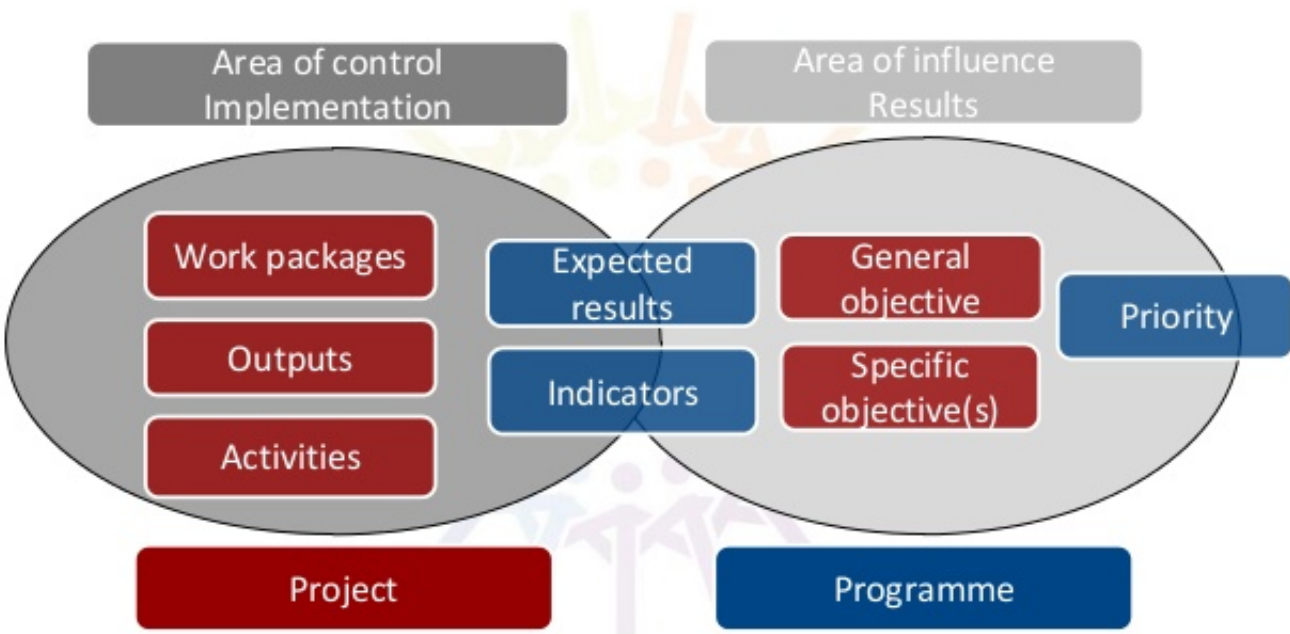 Area of control
Implementation
Area of influence
Results
Work packages
Outputs
Activities
Expected
results
Indicators
General
objective
Specific
objective(s)
Priority
Project
Programme